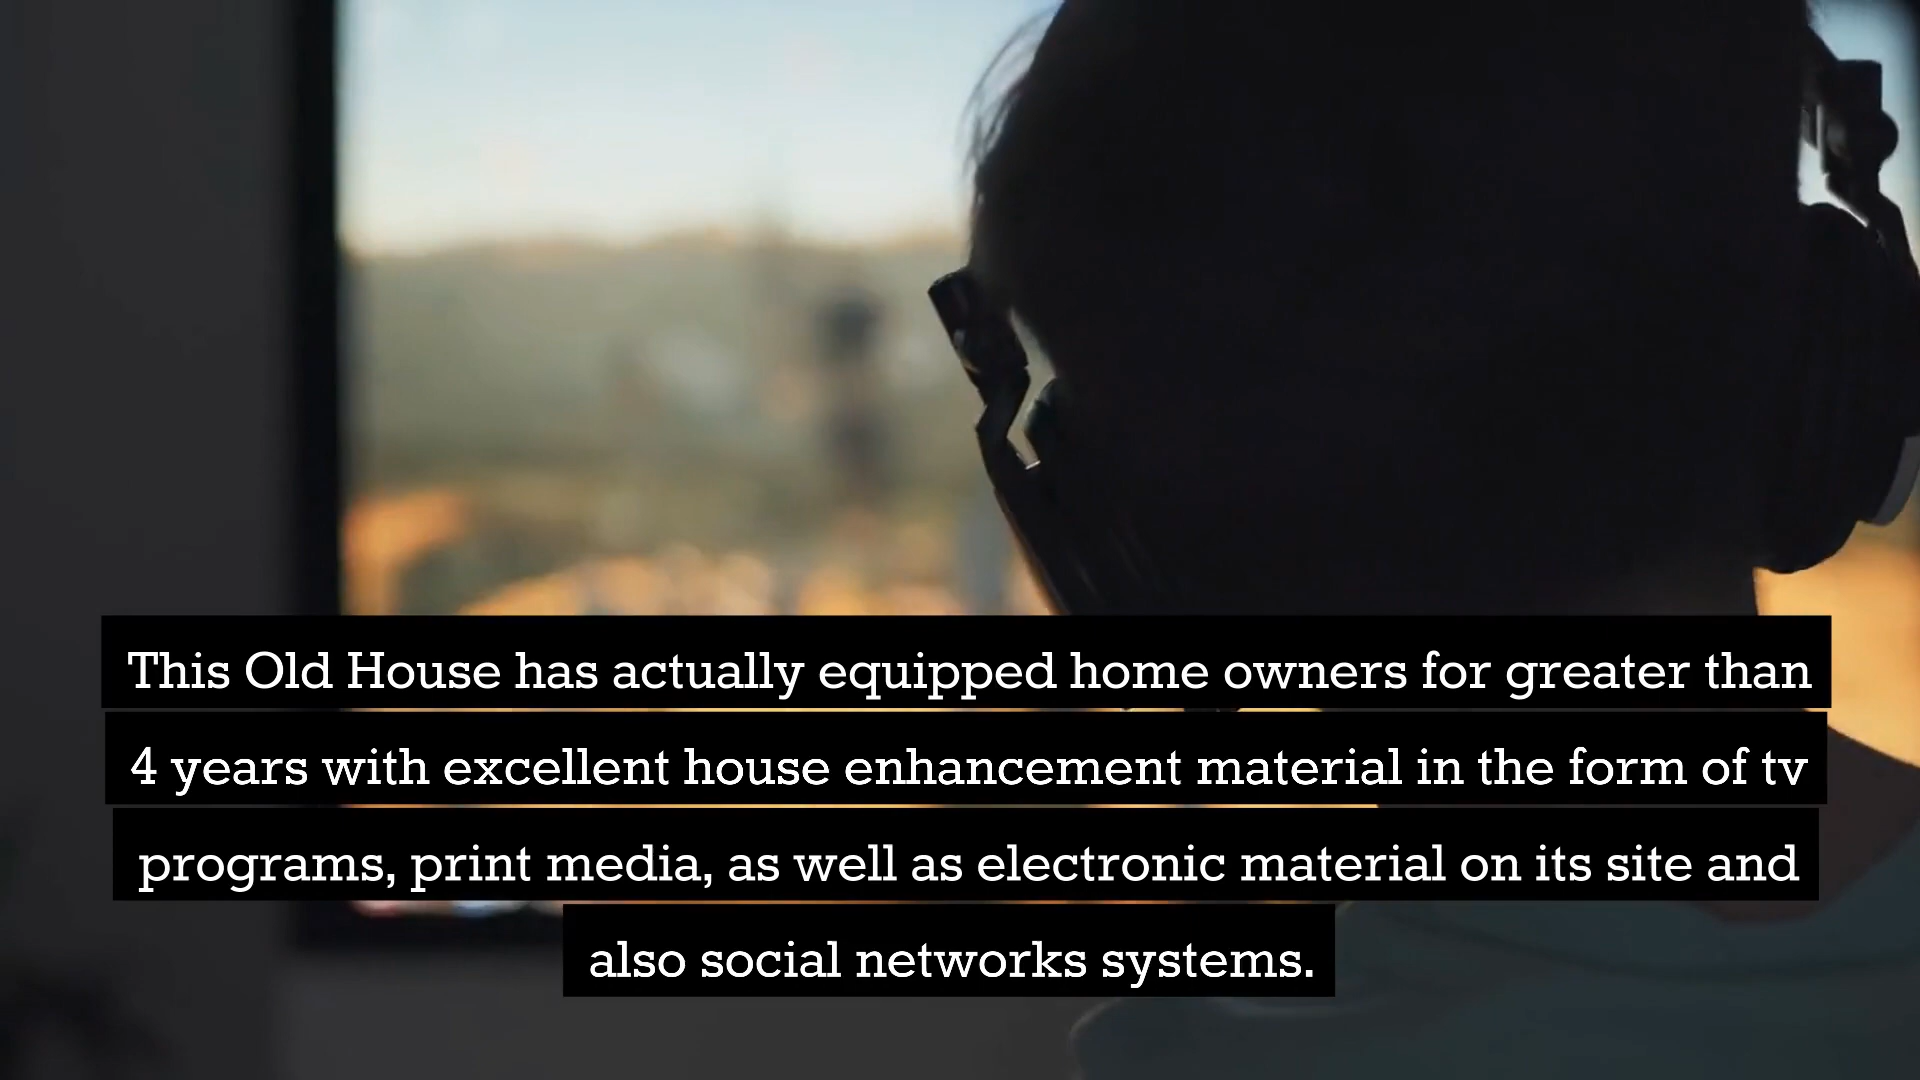 This Old House has actually equipped home owners for greater than
4 years with excellent house enhancement material in the form of tv
programs, print media, as well as electronic material on its site and
also social networks systems.